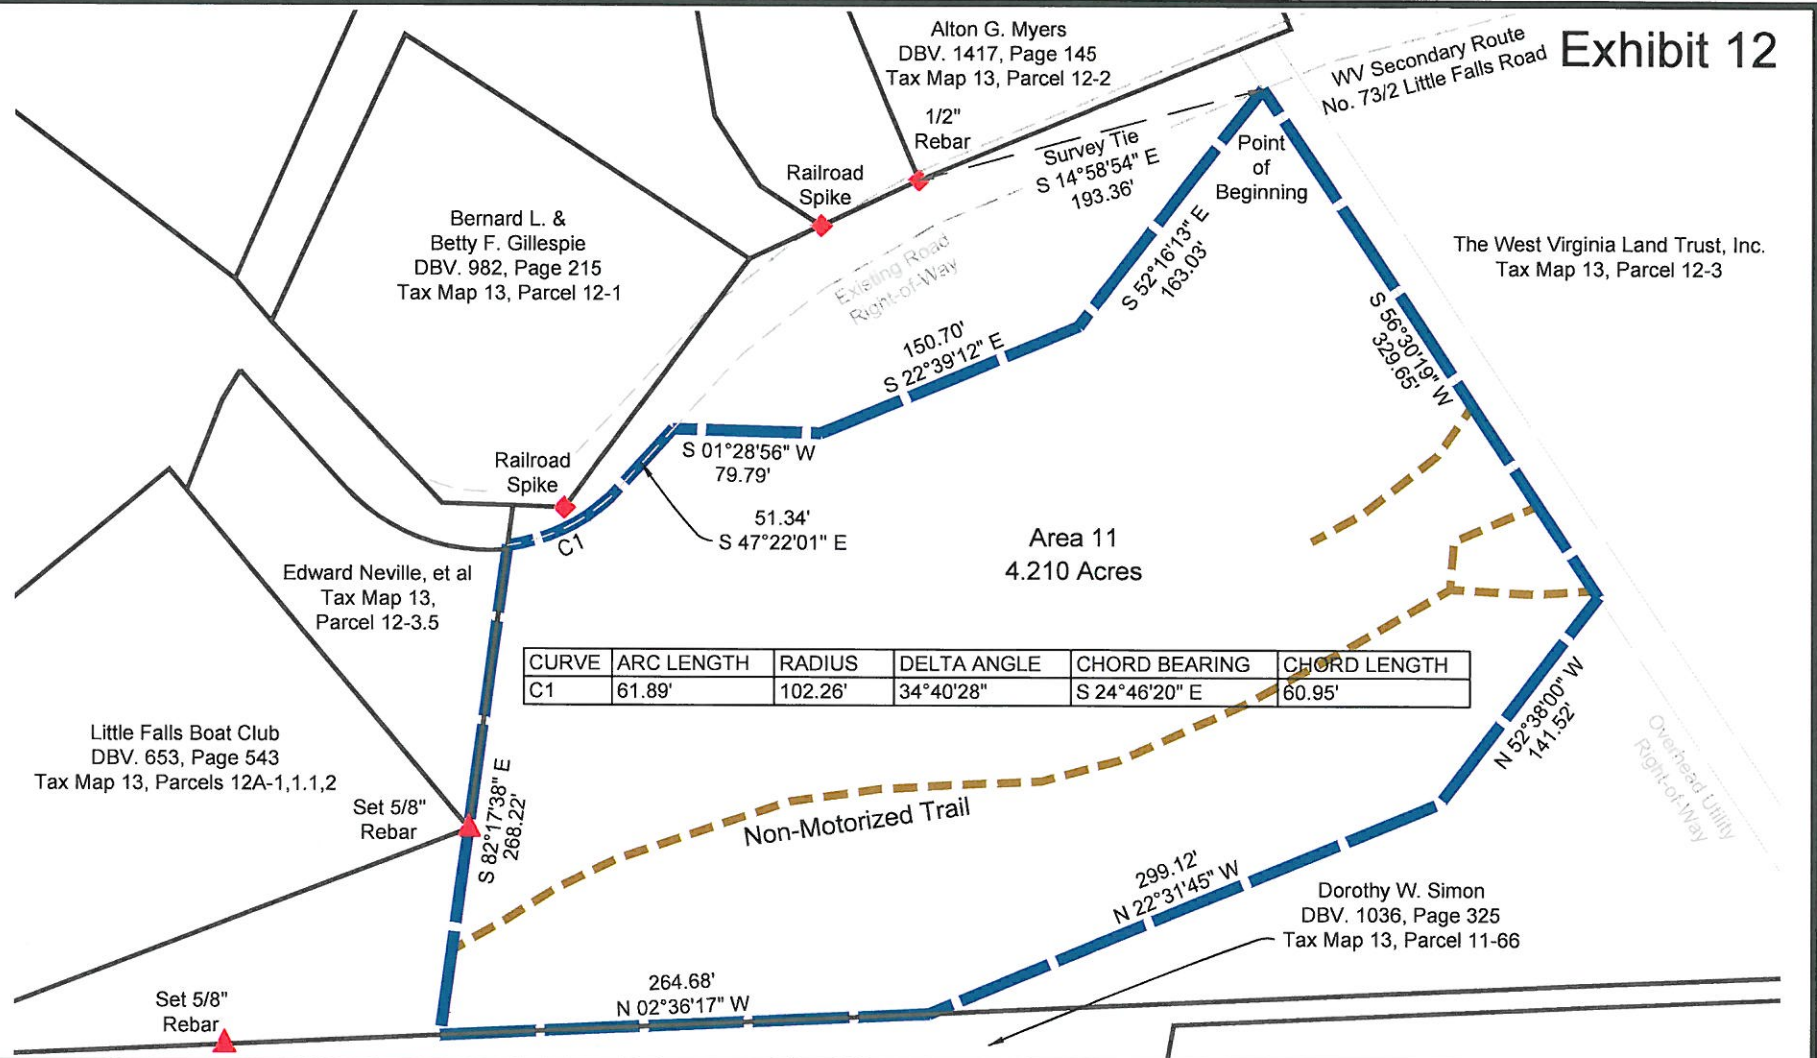 Exhibit 12
Alton G. Myers
DBV. 1417, Page 145
Tax Map 13, Parcel 12-2
1/2"
Rebar
WV Secondary Route
No. 73/2 Little Falls Road
Survey Tie
S 14°58'54" E
193.36'
Point
of
Beginning
Railroad
Spike
Bernard L. &
Betty F. Gillespie
DBV. 982, Page 215
Tax Map 13, Parcel 12-1
Existing Road
Right-of-Way
S 52°16'13" E
163.03'
The West Virginia Land Trust, Inc.
Tax Map 13, Parcel 12-3
S 56°30'19" W
329.65'
150.70'
S 22°39'12" E
S 01°28'56" W
79.79'
Railroad
Spike
51.34'
S 47°22'01" E
C1
Area 11
4.210 Acres
Edward Neville, et al
Tax Map 13,
Parcel 12-3.5
CURVE ARC LENGTH RADIUS DELTA ANGLE CHORD BEARING CHORD LENGTH
C1 61.89' 102.26' 34°40'28" S 24°46'20" E 60.95'
N 52°38'00" W
141.52'
Overhead Utility
Right-of-Way
Little Falls Boat Club
DBV. 653, Page 543
Tax Map 13, Parcels 12A-1,1.1,2
Set 5/8"
Rebar
S 82°17'38" E
268.22'
Non-Motorized Trail
299.12'
N 22°31'45" W
Dorothy W. Simon
DBV. 1036, Page 325
Tax Map 13, Parcel 11-66
264.68'
N 02°36'17" W
Set 5/8"
Rebar